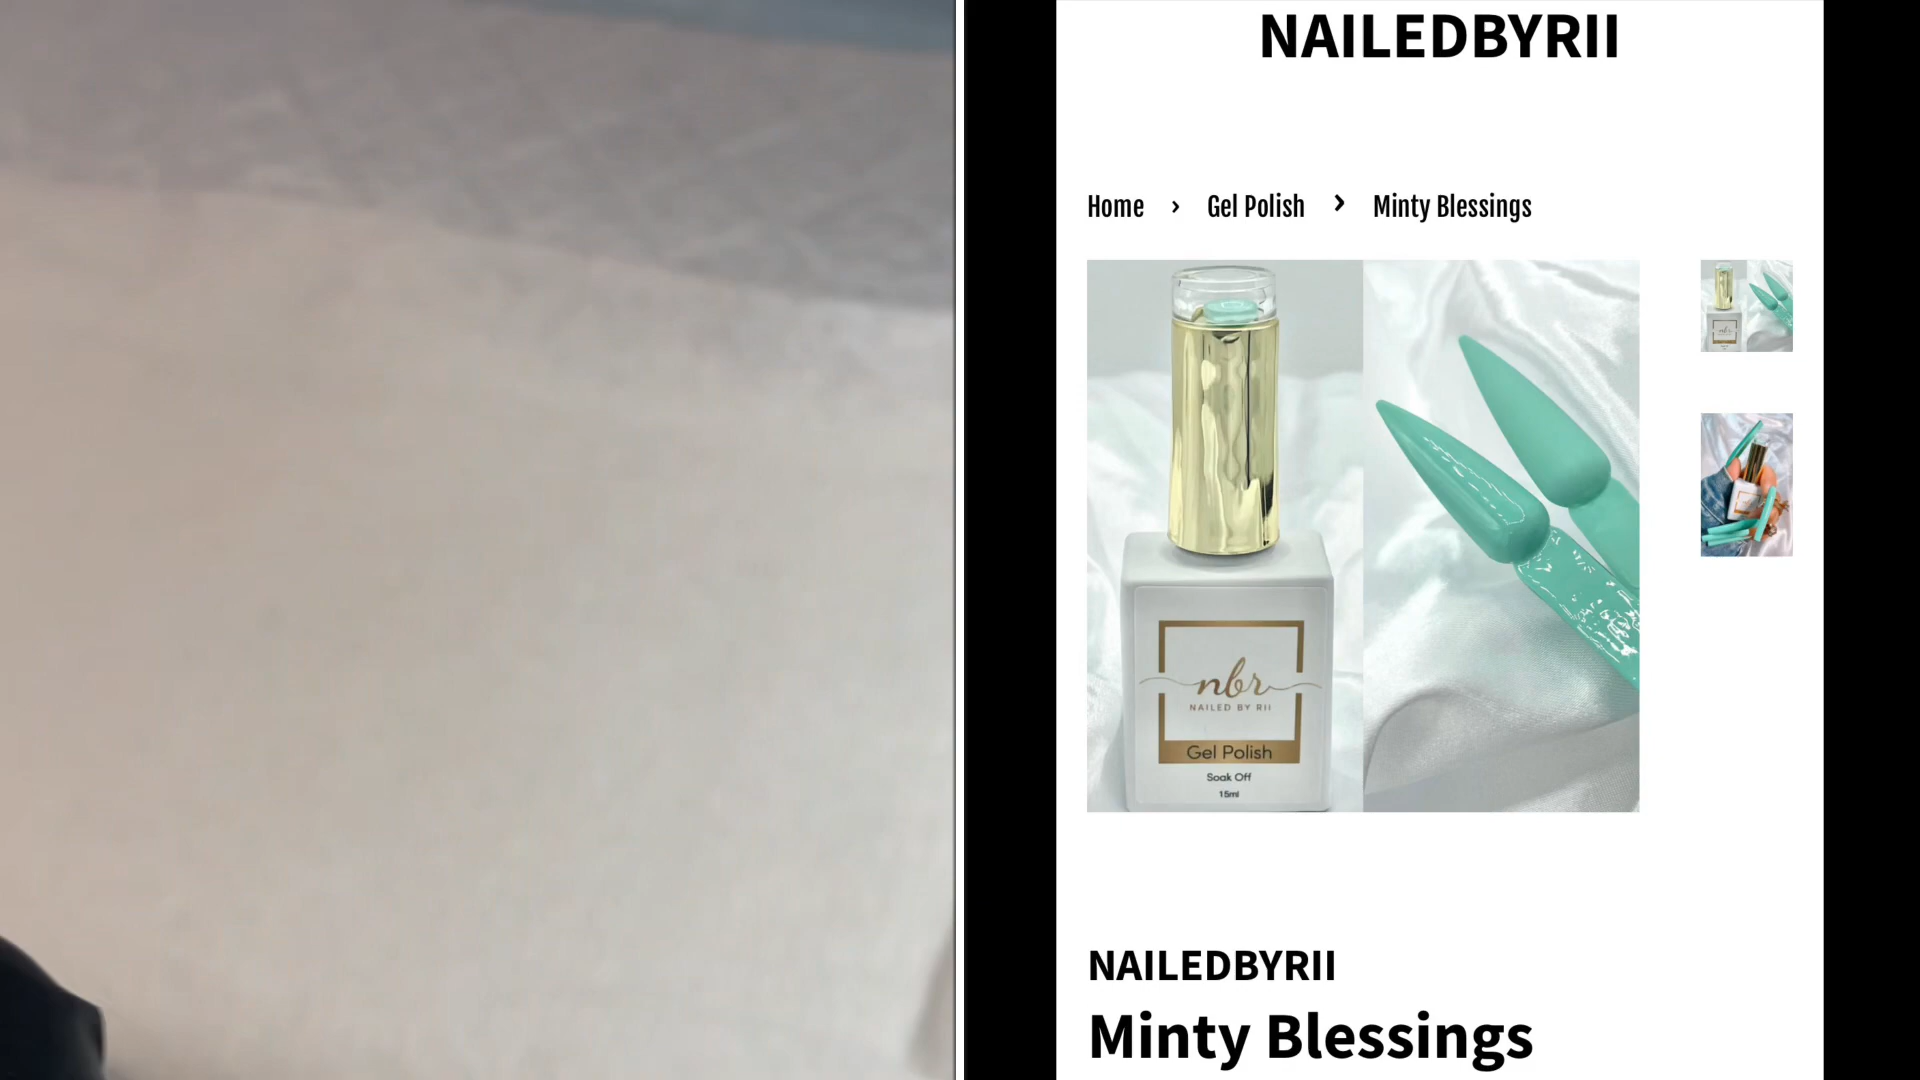 NAILEDBYRII
Home › Gel Polish › Minty Blessings
nbr
NAILED BY RII
Gel Polish
Soak Off
15ml
NAILEDBYRII
Minty Blessings